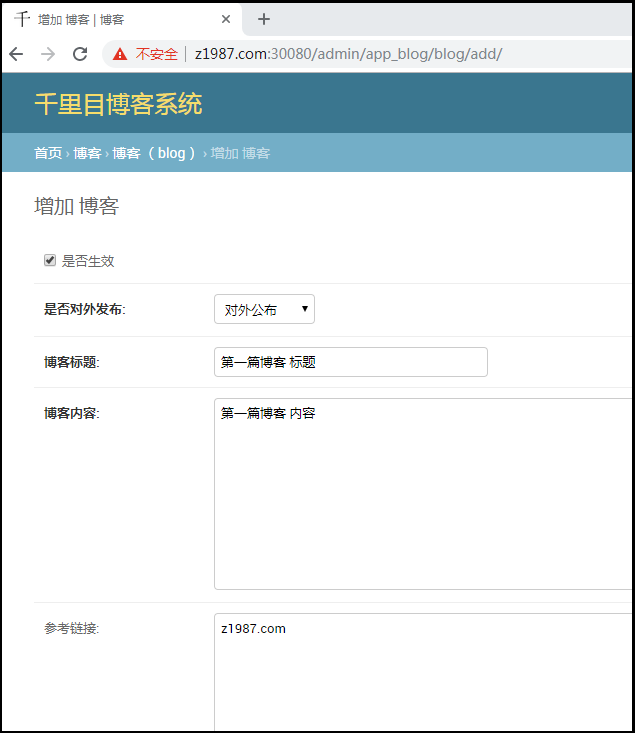 千 增加 博客 | 博客
不安全 z1987.com:30080/admin/app_blog/blog/add/
千里目博客系统
首页 › 博客 › 博客 （ blog ） › 增加 博客
增加 博客
是否生效
是否对外发布: 对外公布
博客标题: 第一篇博客 标题
博客内容: 第一篇博客 内容
参考链接: z1987.com